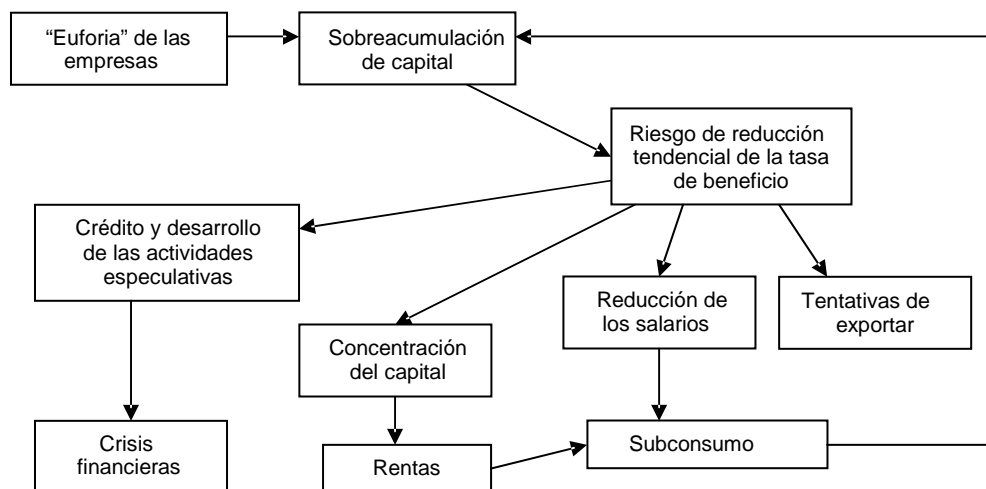 “Euforia” de las
empresas
Sobreacumulación
de capital
Riesgo de reducción
tendencial de la tasa
de beneficio
Crédito y desarrollo
de las actividades
especulativas
Reducción de
los salarios
Tentativas de
exportar
Concentración
del capital
Crisis
financieras
Rentas
Subconsumo